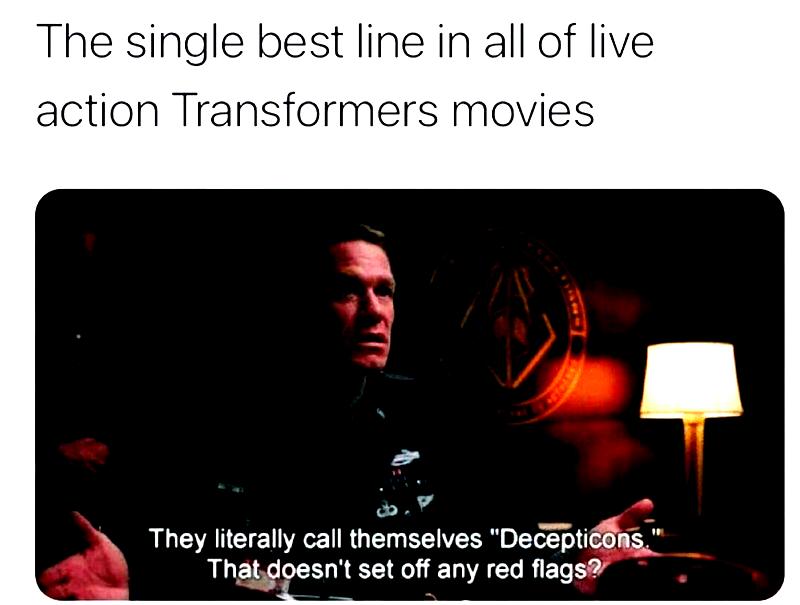 The single best line in all of live
action Transformers movies
They literally call themselves "Decepticons."
That doesn't set off any red flags?